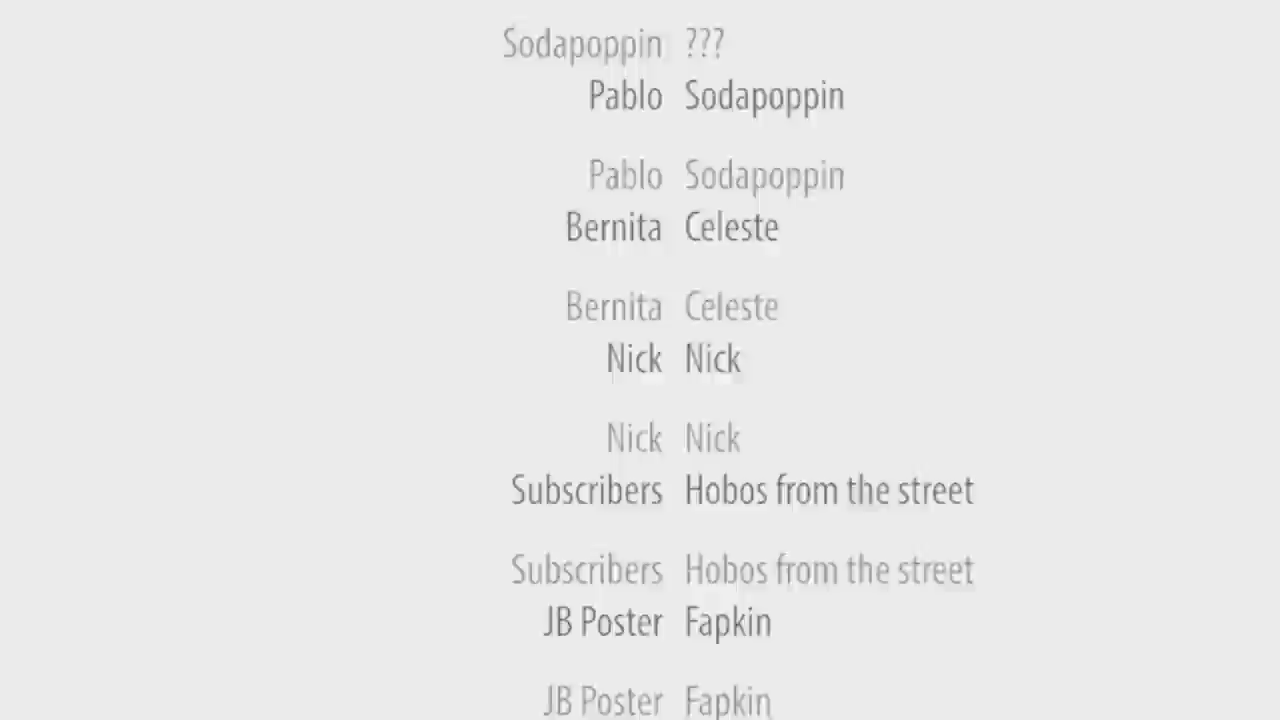 Sodapoppin ???
Pablo Sodapoppin
Pablo Sodapoppin
Bernita Celeste
Bernita Celeste
Nick Nick
Nick Nick
Subscribers Hobos from the street
Subscribers Hobos from the street
JB Poster Fapkin
JB Poster Fapkin